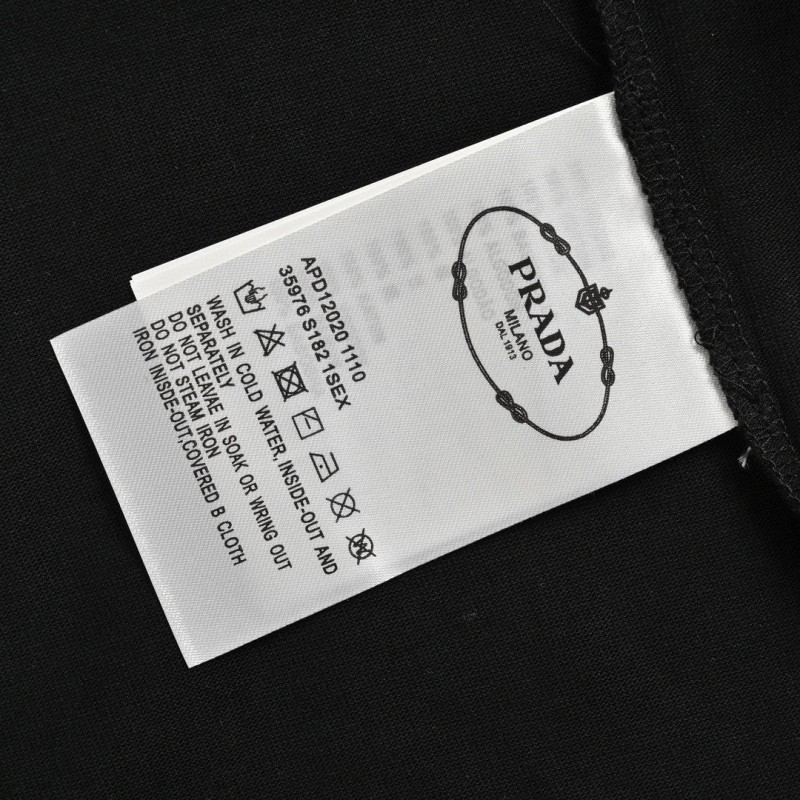 PRADA
MILANO
DAL 1913
APD12020 1110
35976 S182 1SEX
WASH IN COLD WATER, INSIDE-OUT AND
SEPARATELY
DO NOT LEAVAE IN SOAK OR WRING OUT
DO NOT STEAM IRON
IRON INISDE-OUT,COVERED B CLOTH